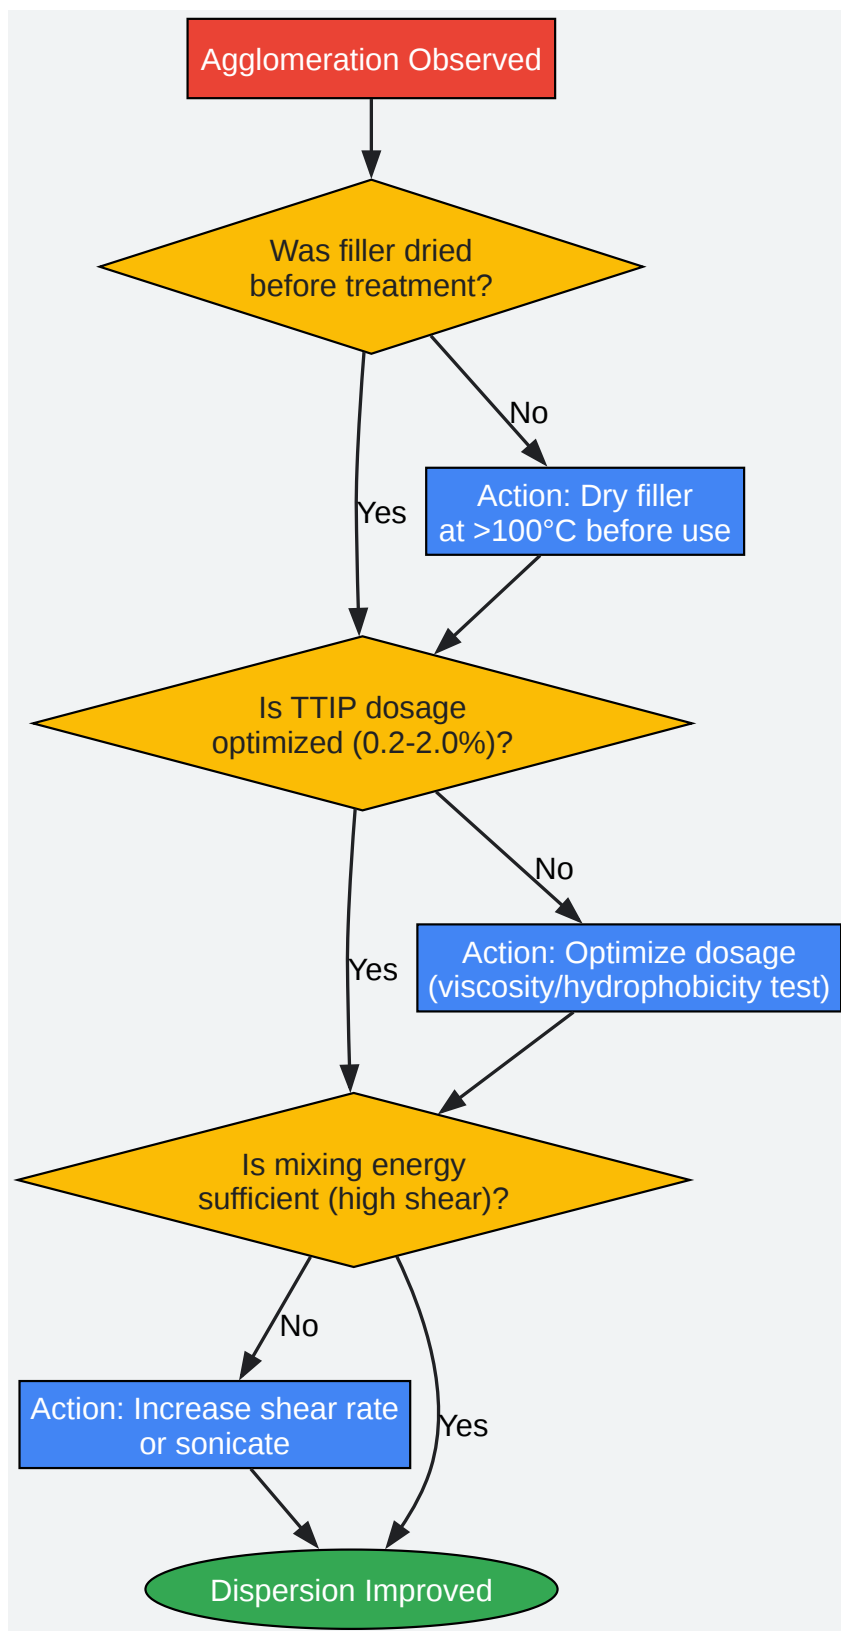 Agglomeration Observed
Was filler dried
before treatment?
No
Action: Dry filler
at >100°C before use
Yes
Is TTIP dosage
optimized (0.2-2.0%)?
No
Action: Optimize dosage
(viscosity/hydrophobicity test)
Yes
Is mixing energy
sufficient (high shear)?
No
Action: Increase shear rate
or sonicate
Yes
Dispersion Improved